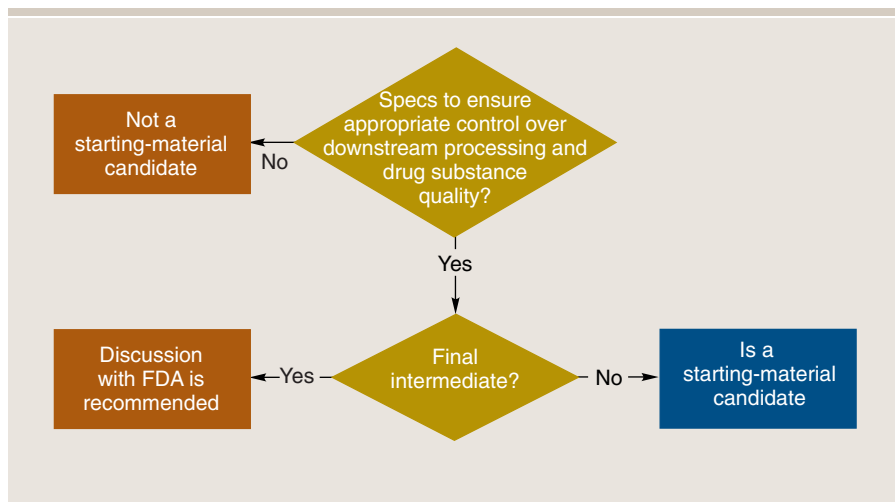 Specs to ensure
appropriate control over
downstream processing and
drug substance
quality?
Not a
starting-material
candidate
No
Yes
Final
intermediate?
Yes
Discussion
with FDA is
recommended
No
Is a
starting-material
candidate